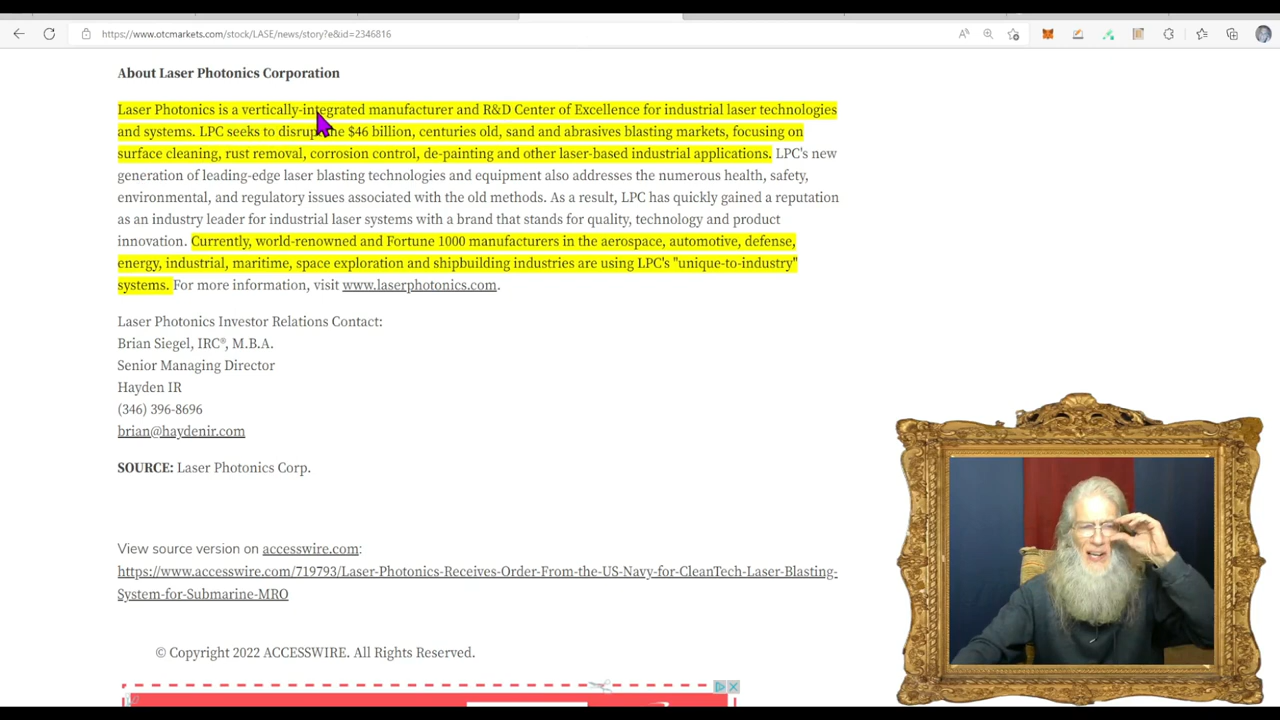 https://www.otcmarkets.com/stock/LASE/news/story?e&id=2346816
About Laser Photonics Corporation
Laser Photonics is a vertically-integrated manufacturer and R&D Center of Excellence for industrial laser technologies
and systems. LPC seeks to disrupt the $46 billion, centuries old, sand and abrasives blasting markets, focusing on
surface cleaning, rust removal, corrosion control, de-painting and other laser-based industrial applications. LPC's new
generation of leading-edge laser blasting technologies and equipment also addresses the numerous health, safety,
environmental, and regulatory issues associated with the old methods. As a result, LPC has quickly gained a reputation
as an industry leader for industrial laser systems with a brand that stands for quality, technology and product
innovation. Currently, world-renowned and Fortune 1000 manufacturers in the aerospace, automotive, defense,
energy, industrial, maritime, space exploration and shipbuilding industries are using LPC's "unique-to-industry"
systems. For more information, visit www.laserphotonics.com.
Laser Photonics Investor Relations Contact:
Brian Siegel, IRC®, M.B.A.
Senior Managing Director
Hayden IR
(346) 396-8696
brian@haydenir.com
SOURCE: Laser Photonics Corp.
View source version on accesswire.com:
https://www.accesswire.com/719793/Laser-Photonics-Receives-Order-From-the-US-Navy-for-CleanTech-Laser-Blasting-
System-for-Submarine-MRO
© Copyright 2022 ACCESSWIRE. All Rights Reserved.